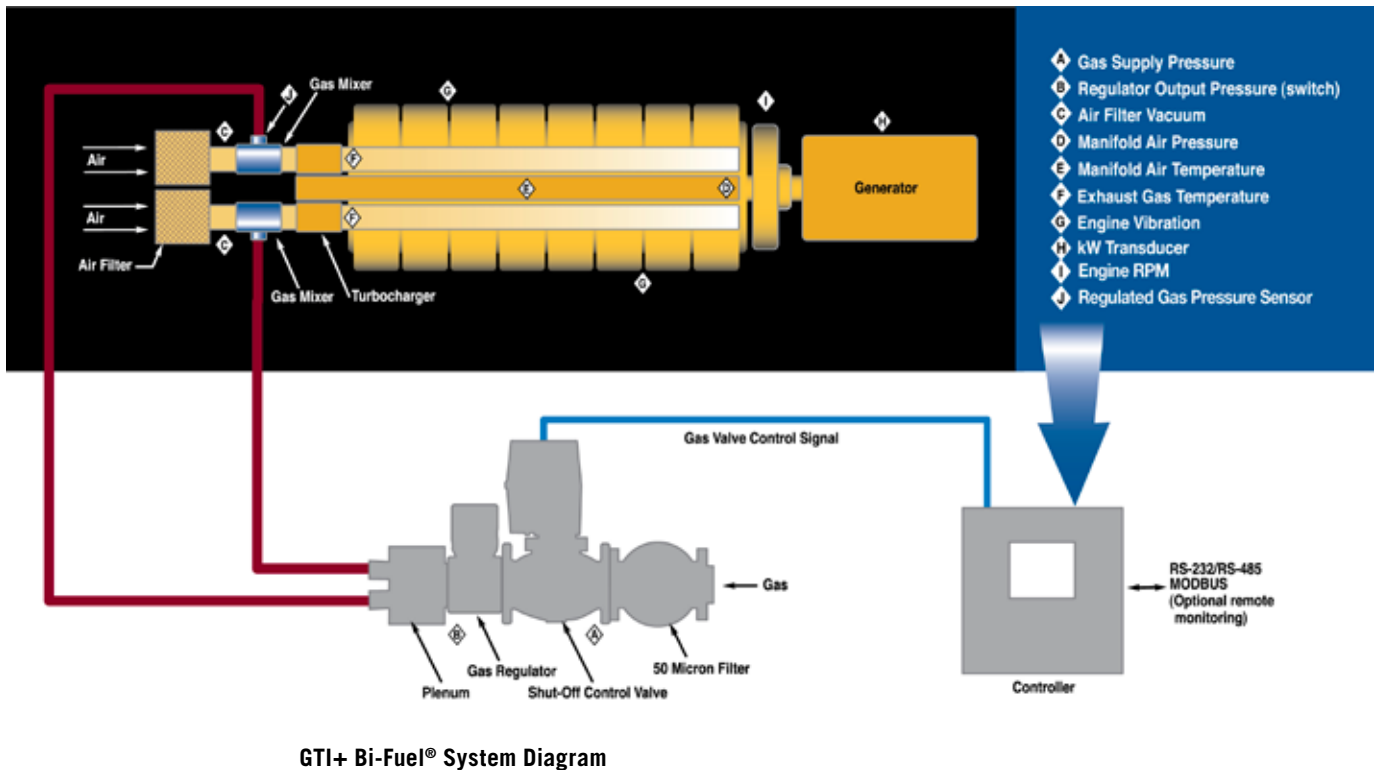 J
Gas Mixer
G
I
A Gas Supply Pressure
B Regulator Output Pressure (switch)
C Air Filter Vacuum
D Manifold Air Pressure
E Manifold Air Temperature
F Exhaust Gas Temperature
G Engine Vibration
H kW Transducer
I Engine RPM
J Regulated Gas Pressure Sensor
C
H
Air
F
E
D
Generator
Air
F
C
Air Filter
Gas Mixer
Turbocharger
G
Gas Valve Control Signal
Gas
RS-232/RS-485
MODBUS
(Optional remote
monitoring)
B
A
Gas Regulator
50 Micron Filter
Plenum
Shut-Off Control Valve
Controller
GTI+ Bi-Fuel® System Diagram